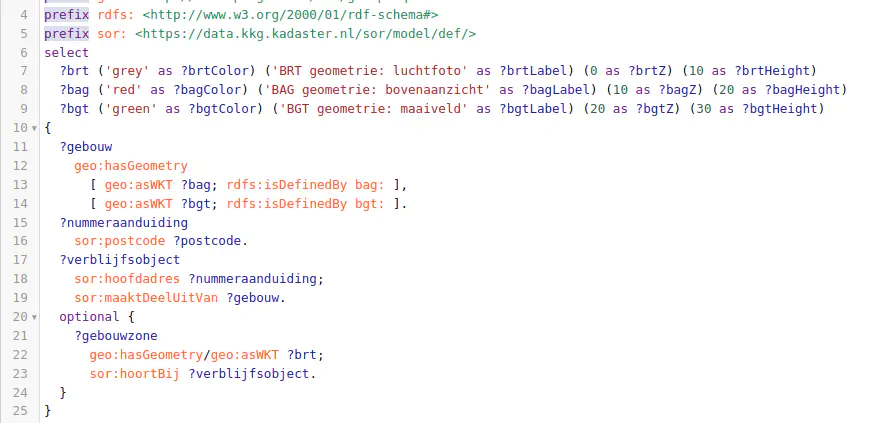 4 prefix rdfs: <http://www.w3.org/2000/01/rdf-schema#>
5 prefix sor: <https://data.kkg.kadaster.nl/sor/model/def/>
6 select
7 ?brt ('grey' as ?brtColor) ('BRT geometrie: luchtfoto' as ?brtLabel) (0 as ?brtZ) (10 as ?brtHeight)
8 ?bag ('red' as ?bagColor) ('BAG geometrie: bovenaanzicht' as ?bagLabel) (10 as ?bagZ) (20 as ?bagHeight)
9 ?bgt ('green' as ?bgtColor) ('BGT geometrie: maaiveld' as ?bgtLabel) (20 as ?bgtZ) (30 as ?bgtHeight)
10 {
11 ?gebouw
12 geo:hasGeometry
13 [ geo:asWKT ?bag; rdfs:isDefinedBy bag: ],
14 [ geo:asWKT ?bgt; rdfs:isDefinedBy bgt: ].
15 ?nummeraanduiding
16 sor:postcode ?postcode.
17 ?verblijfsobject
18 sor:hoofdadres ?nummeraanduiding;
19 sor:maaktDeelUitVan ?gebouw.
20 optional {
21 ?gebouwzone
22 geo:hasGeometry/geo:asWKT ?brt;
23 sor:hoortBij ?verblijfsobject.
24 }
25 }